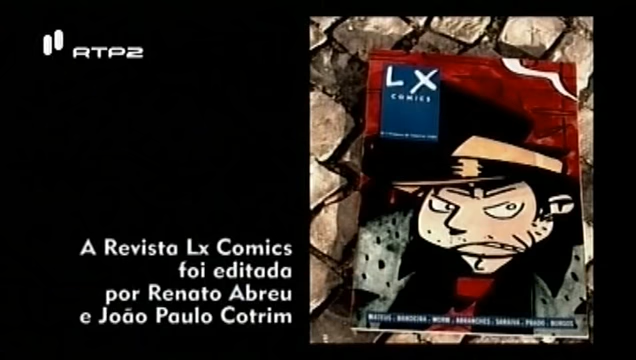 RTP2
LX
COMICS
A Revista Lx Comics
foi editada
por Renato Abreu
e João Paulo Cotrim
MATEUS . BANDEIRA . WORM . ABRANCHES . SARAIVA . PRADO . BURGOS